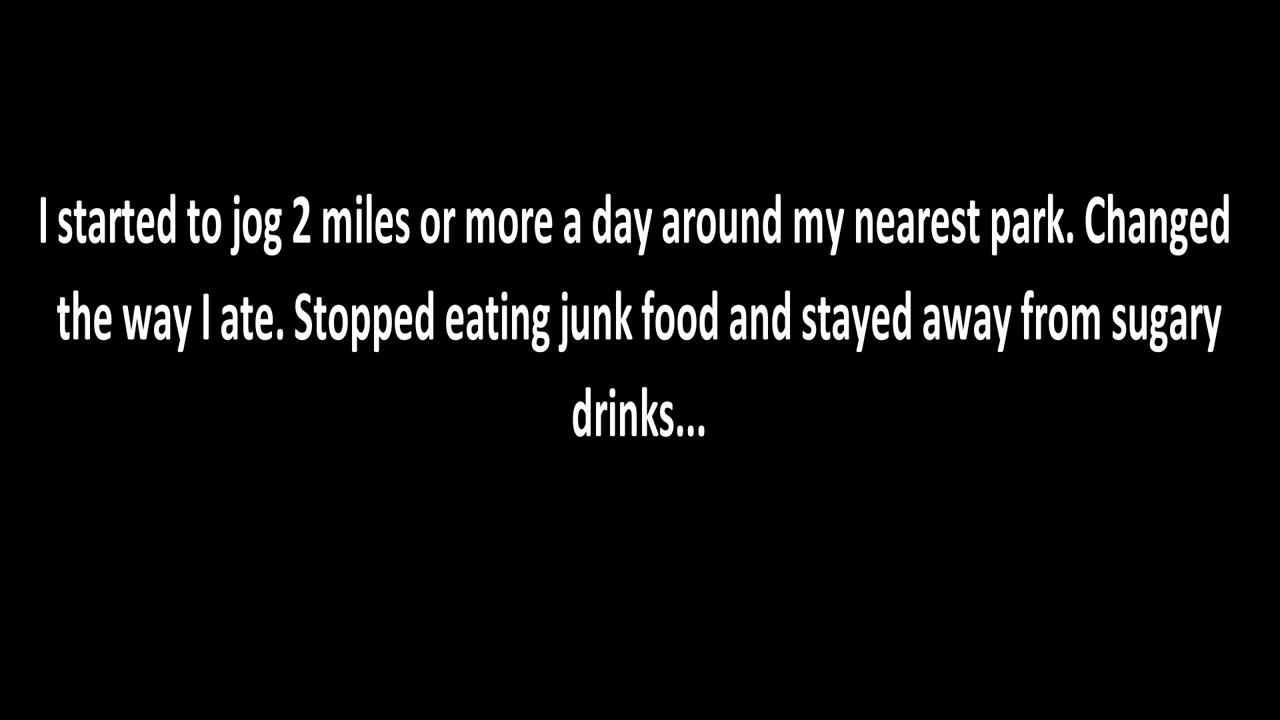 I started to jog 2 miles or more a day around my nearest park. Changed
the way I ate. Stopped eating junk food and stayed away from sugary
drinks...